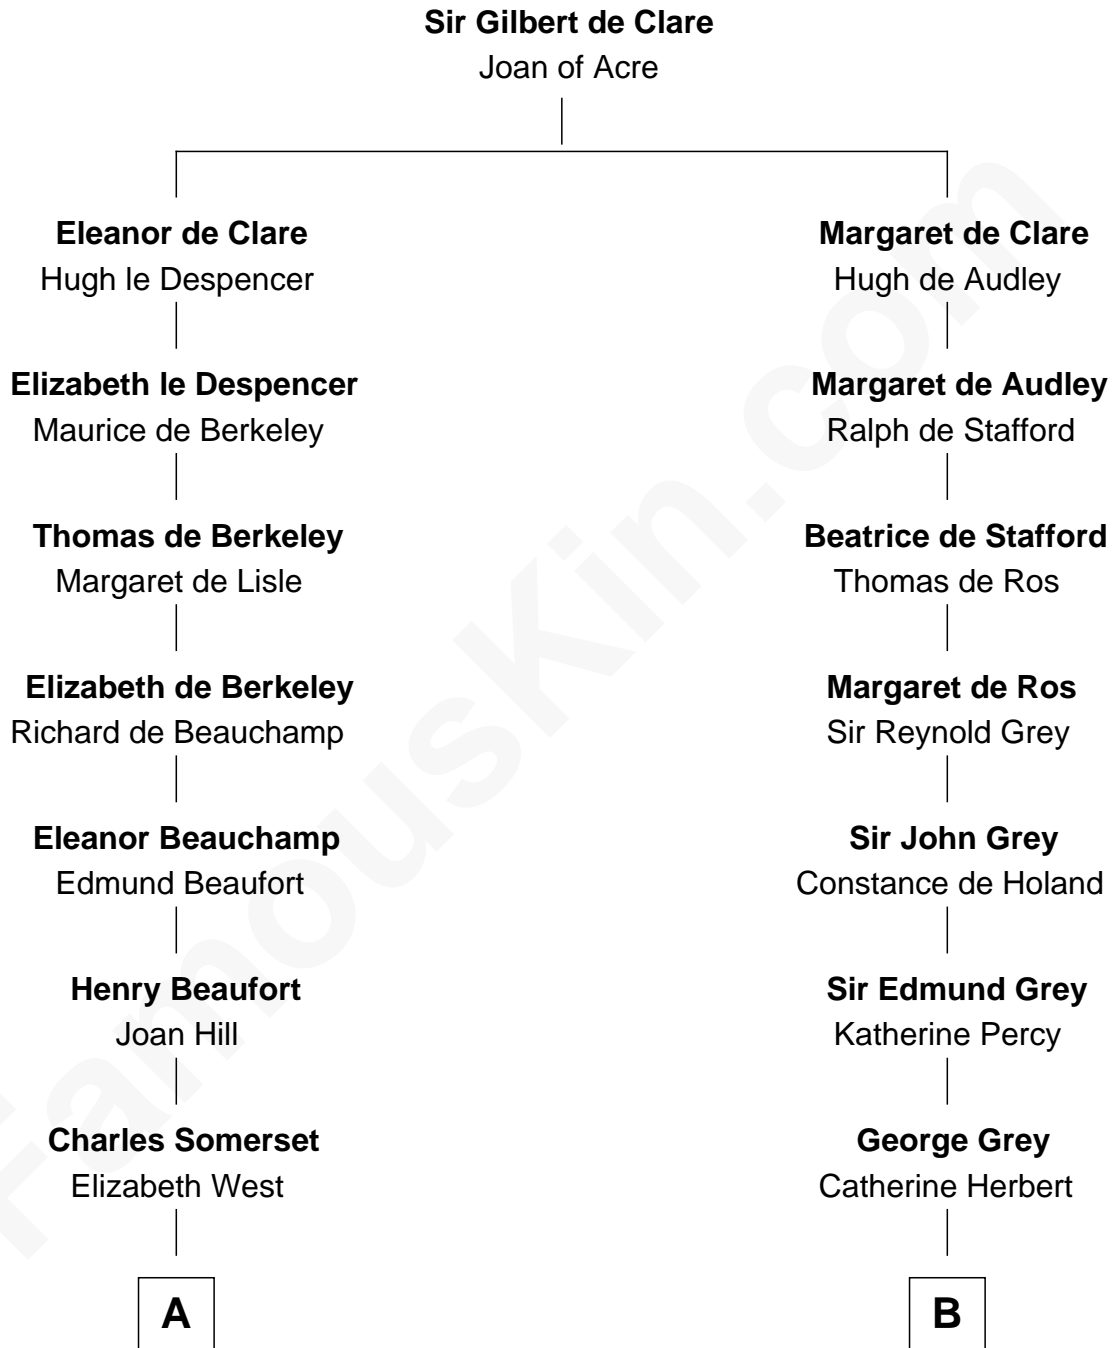 Sir Gilbert de Clare
Joan of Acre
Eleanor de Clare
Hugh le Despencer
Margaret de Clare
Hugh de Audley
Elizabeth le Despencer
Maurice de Berkeley
Margaret de Audley
Ralph de Stafford
Thomas de Berkeley
Margaret de Lisle
Beatrice de Stafford
Thomas de Ros
Elizabeth de Berkeley
Richard de Beauchamp
Margaret de Ros
Sir Reynold Grey
Eleanor Beauchamp
Edmund Beaufort
Sir John Grey
Constance de Holand
Henry Beaufort
Joan Hill
Sir Edmund Grey
Katherine Percy
Charles Somerset
Elizabeth West
George Grey
Catherine Herbert
A
B
FamousKin.com